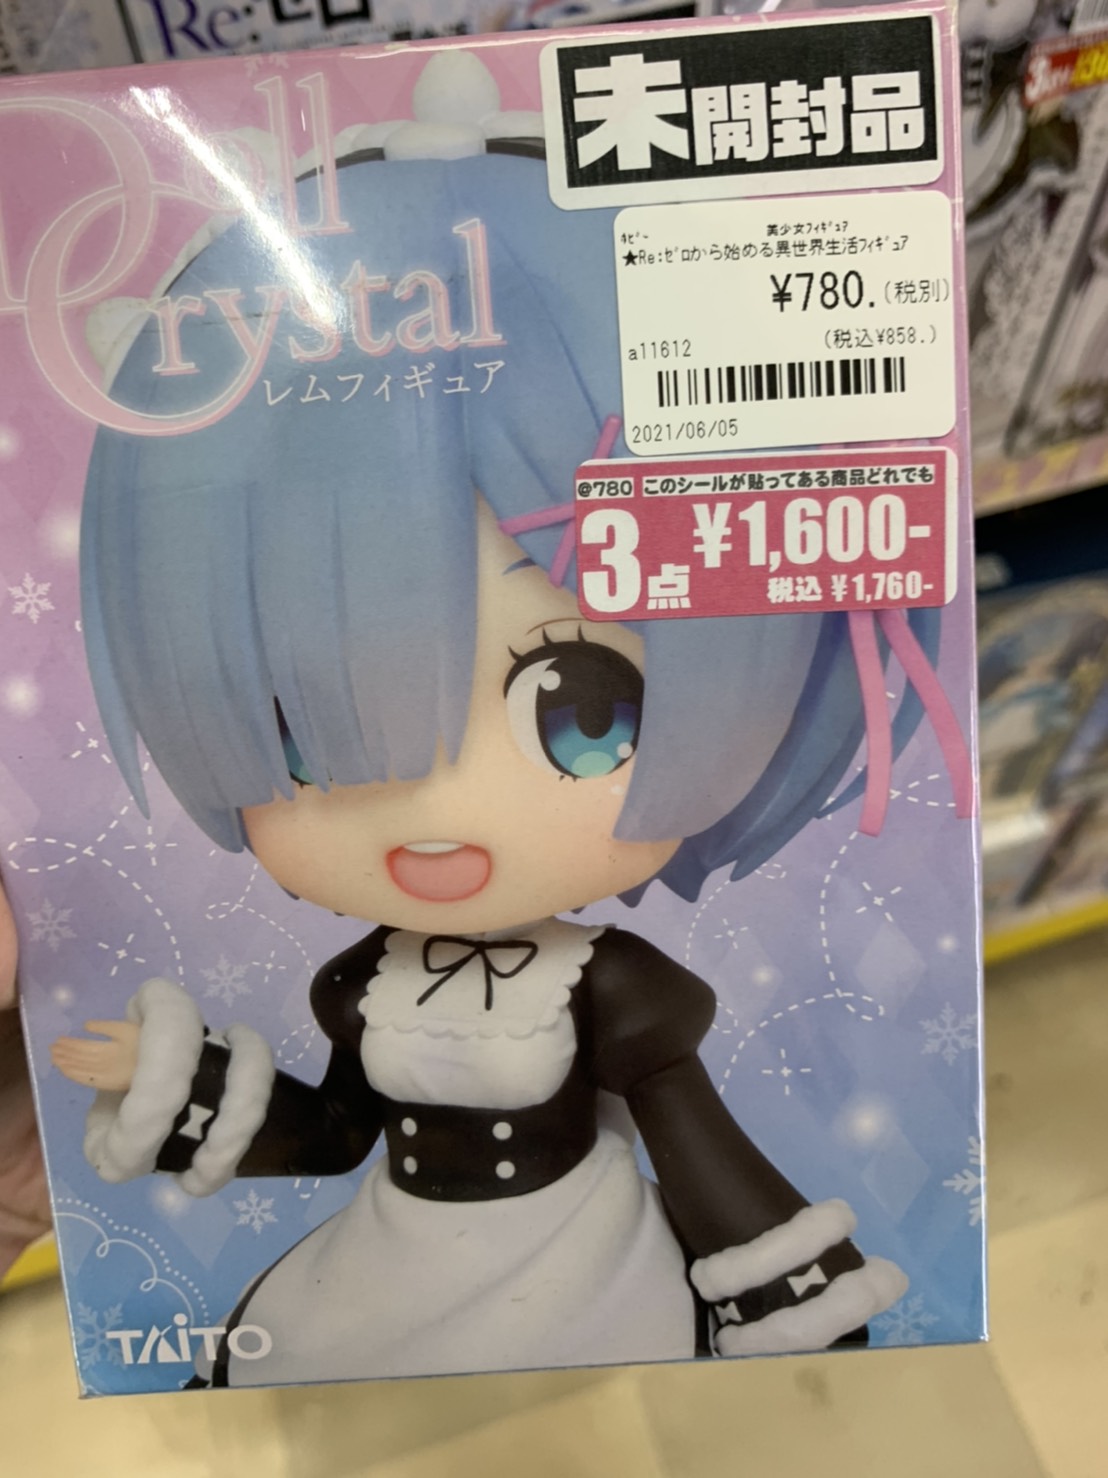 Re:ゼロ
Doll
Crystal
レムフィギュア
未開封品
ホビー 美少女フィギュア
★Re:ゼロから始める異世界生活フィギュア
¥780.(税別)
(税込¥858.)
a11612
2021/06/05
@780 このシールが貼ってある商品どれでも
3点 ¥1,600-
税込 ¥1,760-
TAITO